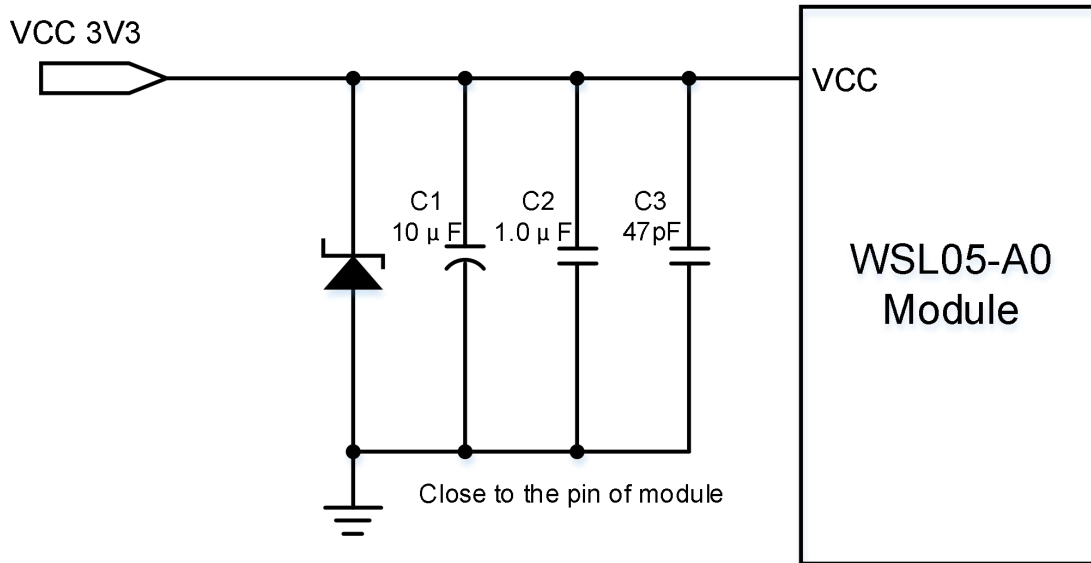 VCC 3V3
VCC
C1
10 μ F
C2
1.0 μ F
C3
47pF
WSL05-A0
Module
Close to the pin of module